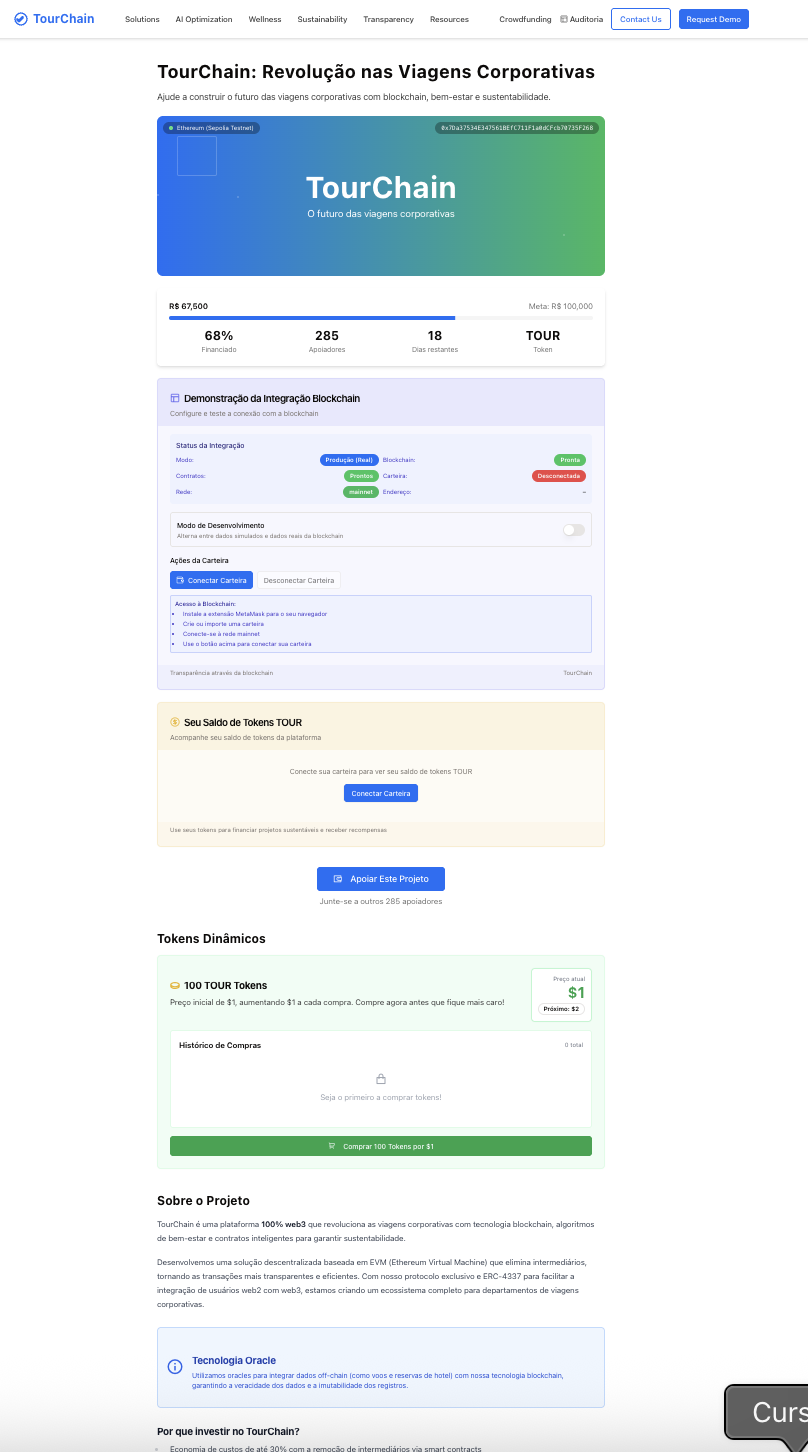 TourChain
Solutions
AI Optimization
Wellness
Sustainability
Transparency
Resources
Crowdfunding
Auditoria
Contact Us
Request Demo
TourChain: Revolução nas Viagens Corporativas
Ajude a construir o futuro das viagens corporativas com blockchain, bem-estar e sustentabilidade.
Ethereum (Sepolia Testnet)
TourChain
O futuro das viagens corporativas
R$ 67,500
Meta: R$ 100,000
68%
285
18
TOUR
Financiado
Apoiadores
Dias restantes
Token
Demonstração da Integração Blockchain
Configure e teste a conexão com a blockchain
Status da Integração
Modo:
Produção (Real)
Blockchain:
Pronta
Contratos:
Prontos
Carteira:
Desconectada
Rede:
mainnet
Endereço:
–
Modo de Desenvolvimento
Alterna entre dados simulados e dados reais da blockchain
Ações da Carteira
Conectar Carteira
Desconectar Carteira
Acesso à Blockchain:
• Instale a extensão MetaMask para o seu navegador
• Crie ou importe uma carteira
• Conecte-se à rede mainnet
• Use o botão acima para conectar sua carteira
Transparência através da blockchain
TourChain
Seu Saldo de Tokens TOUR
Acompanhe seu saldo de tokens da plataforma
Conecte sua carteira para ver seu saldo de tokens TOUR
Conectar Carteira
Use seus tokens para financiar projetos sustentáveis e receber recompensas
Apoiar Este Projeto
Junte-se a outros 285 apoiadores
Tokens Dinâmicos
100 TOUR Tokens
Preço inicial de $1, aumentando $1 a cada compra. Compre agora antes que fique mais caro!
Preço atual
$1
Próximo: $2
Histórico de Compras
0 total
Seja o primeiro a comprar tokens!
Comprar 100 Tokens por $1
Sobre o Projeto
TourChain é uma plataforma 100% web3 que revoluciona as viagens corporativas com tecnologia blockchain, algoritmos
de bem-estar e contratos inteligentes para garantir sustentabilidade.
Desenvolvemos uma solução descentralizada baseada em EVM (Ethereum Virtual Machine) que elimina intermediários,
tornando as transações mais transparentes e eficientes. Com nosso protocolo exclusivo e ERC-4337 para facilitar a
integração de usuários web2 com web3, estamos criando um ecossistema completo para departamentos de viagens
corporativas.
Tecnologia Oracle
Utilizamos oracles para integrar dados off-chain (como voos e reservas de hotel) com nossa tecnologia blockchain,
garantindo a veracidade dos dados e a imutabilidade dos registros.
Por que investir no TourChain?
Economia de custos de até 30% com a remoção de intermediários via smart contracts
Curs